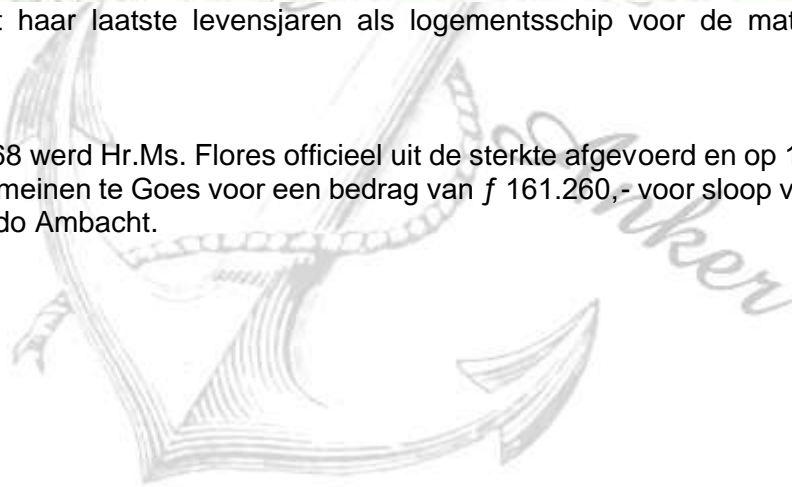 t haar laatste levensjaren als logementsschip voor de mat
68 werd Hr.Ms. Flores officieel uit de sterkte afgevoerd en op 1
meinen te Goes voor een bedrag van ƒ 161.260,- voor sloop v
do Ambacht.
Anker